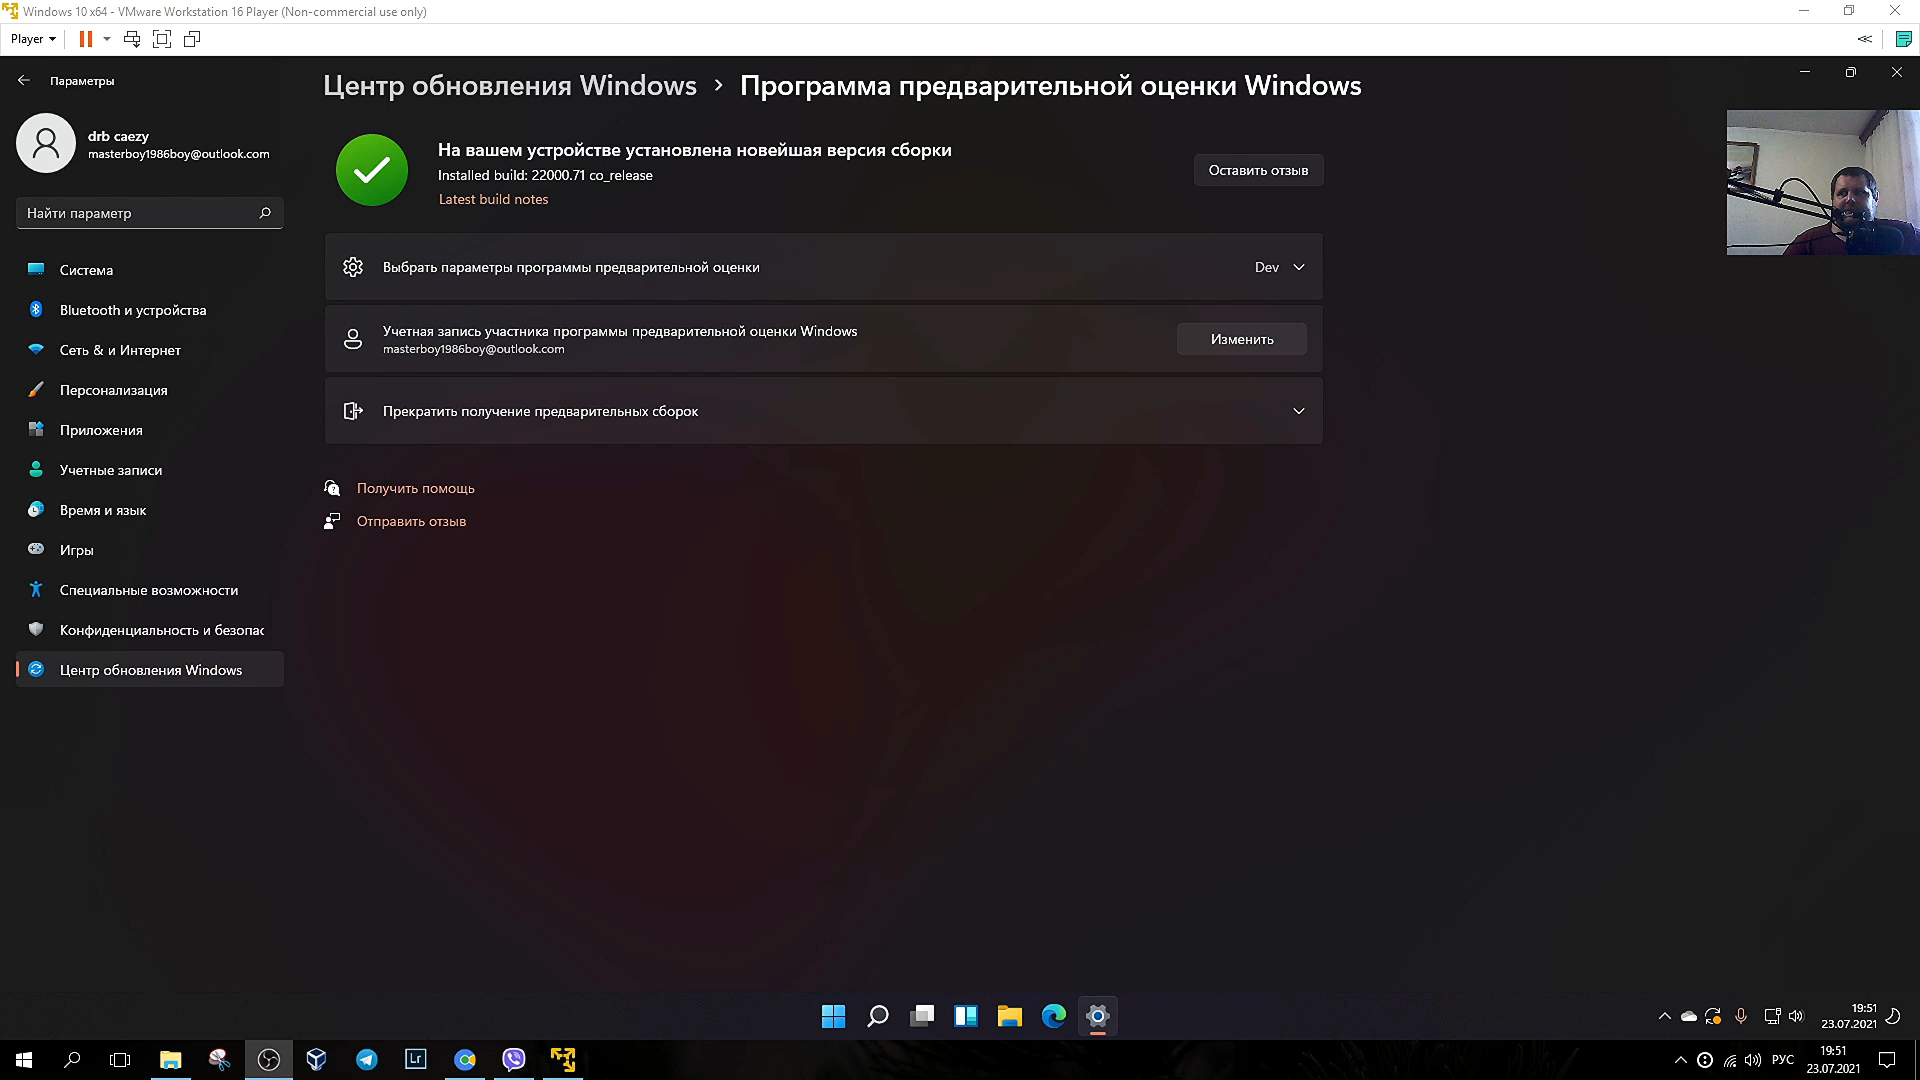 Windows 10 x64 - VMware Workstation 16 Player (Non-commercial use only)
Player
Параметры
Центр обновления Windows > Программа предварительной оценки Windows
drb caezy
masterboy1986boy@outlook.com
На вашем устройстве установлена новейшая версия сборки
Installed build: 22000.71 co_release
Latest build notes
Оставить отзыв
Найти параметр
Выбрать параметры программы предварительной оценки
Dev
Учетная запись участника программы предварительной оценки Windows
masterboy1986boy@outlook.com
Изменить
Прекратить получение предварительных сборок
Получить помощь
Отправить отзыв
Система
Bluetooth и устройства
Сеть & и Интернет
Персонализация
Приложения
Учетные записи
Время и язык
Игры
Специальные возможности
Конфиденциальность и безопас
Центр обновления Windows
19:51
23.07.2021
Lr
РУС
19:51
23.07.2021